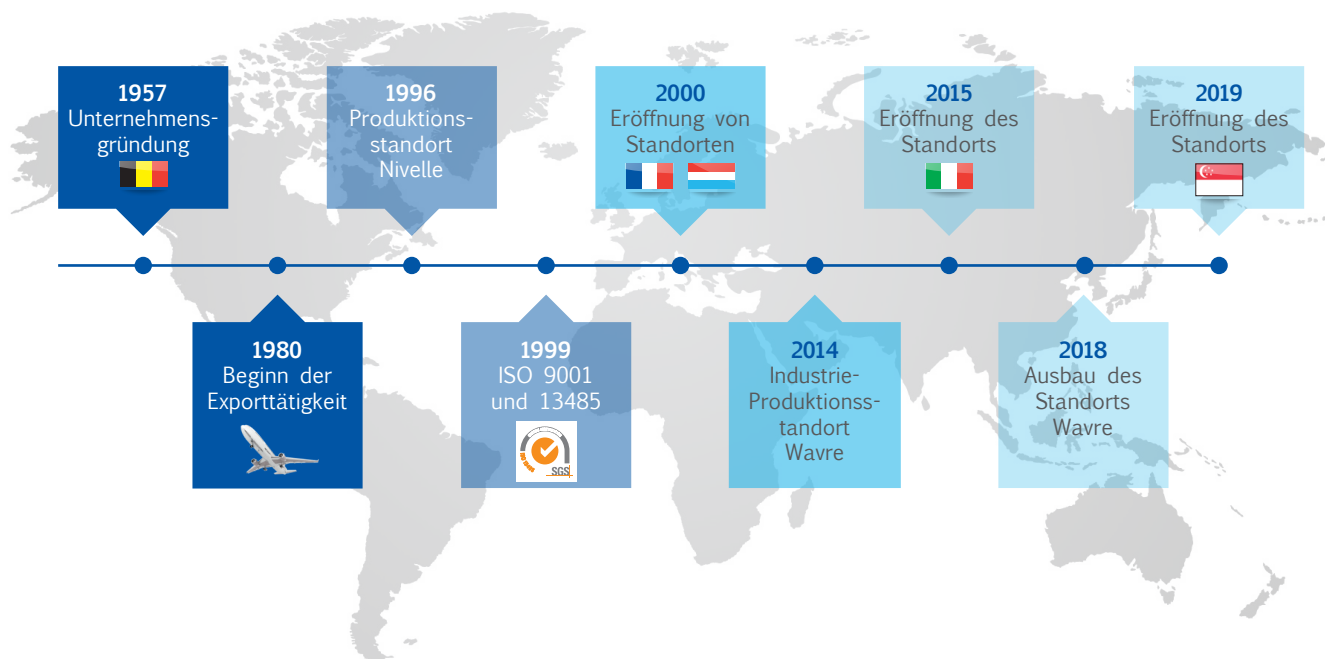 1957
Unternehmens-
gründung
1980
Beginn der
Exporttätigkeit
1996
Produktions-
standort
Nivelle
1999
ISO 9001
und 13485
SGS
2000
Eröffnung von
Standorten
2014
Industrie-
Produktionss-
tandort
Wavre
2015
Eröffnung des
Standorts
2018
Ausbau des
Standorts
Wavre
2019
Eröffnung des
Standorts